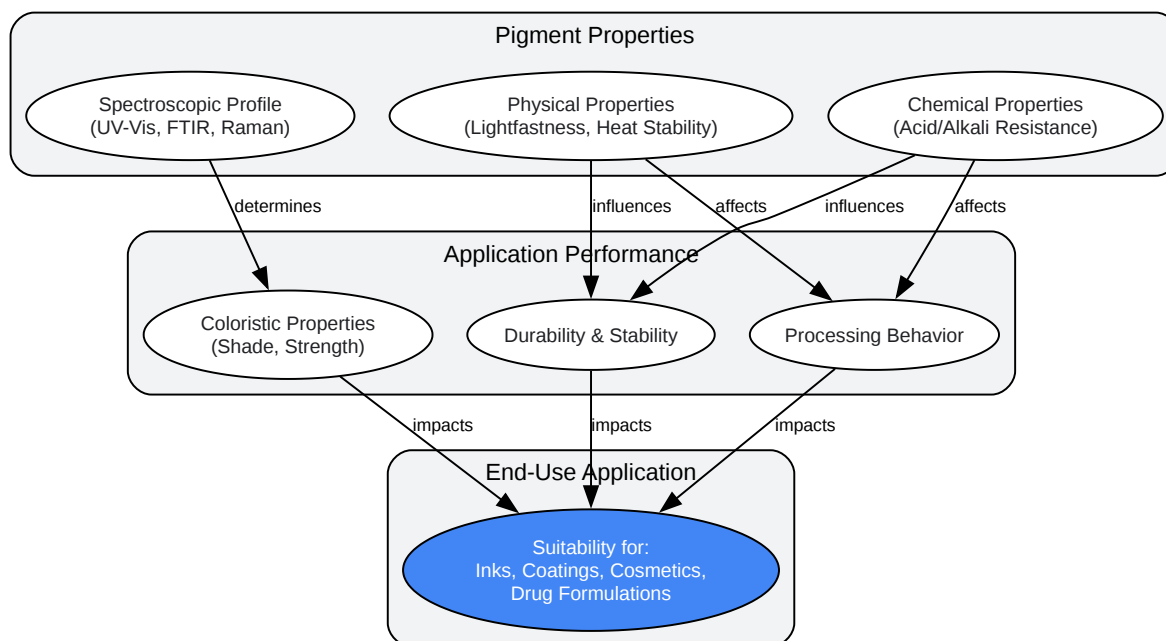 Pigment Properties
Spectroscopic Profile
(UV-Vis, FTIR, Raman)
Physical Properties
(Lightfastness, Heat Stability)
Chemical Properties
(Acid/Alkali Resistance)
determines
influences
affects
influences
affects
Application Performance
Coloristic Properties
(Shade, Strength)
Durability & Stability
Processing Behavior
impacts
impacts
impacts
End-Use Application
Suitability for:
Inks, Coatings, Cosmetics,
Drug Formulations